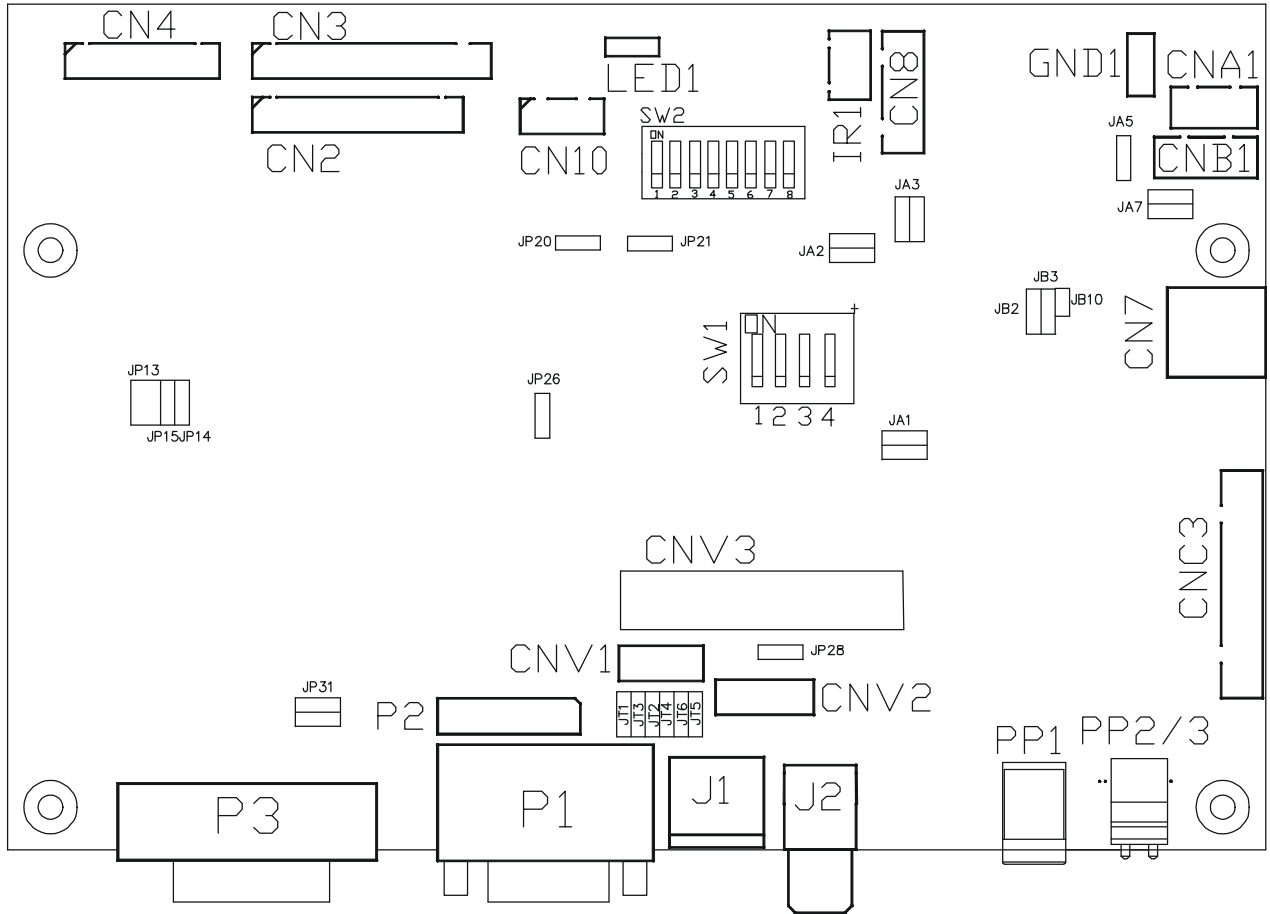 CN4
CN3
LED1
IR1
CN8
GND1
CNA1
CN2
CN10
SW2
ON
1 2 3 4 5 6 7 8
JA5
CNB1
JA3
JA7
JP20
JP21
JA2
JB3
JB2
JB10
CN7
SW1
ON
1 2 3 4
JP13
JP15 JP14
JP26
JA1
CNV3
CNC3
CNV1
JP28
JP31
P2
JT1
JT3
JT2
JT4
JT6
JT5
CNV2
PP1
PP2/3
P3
P1
J1
J2